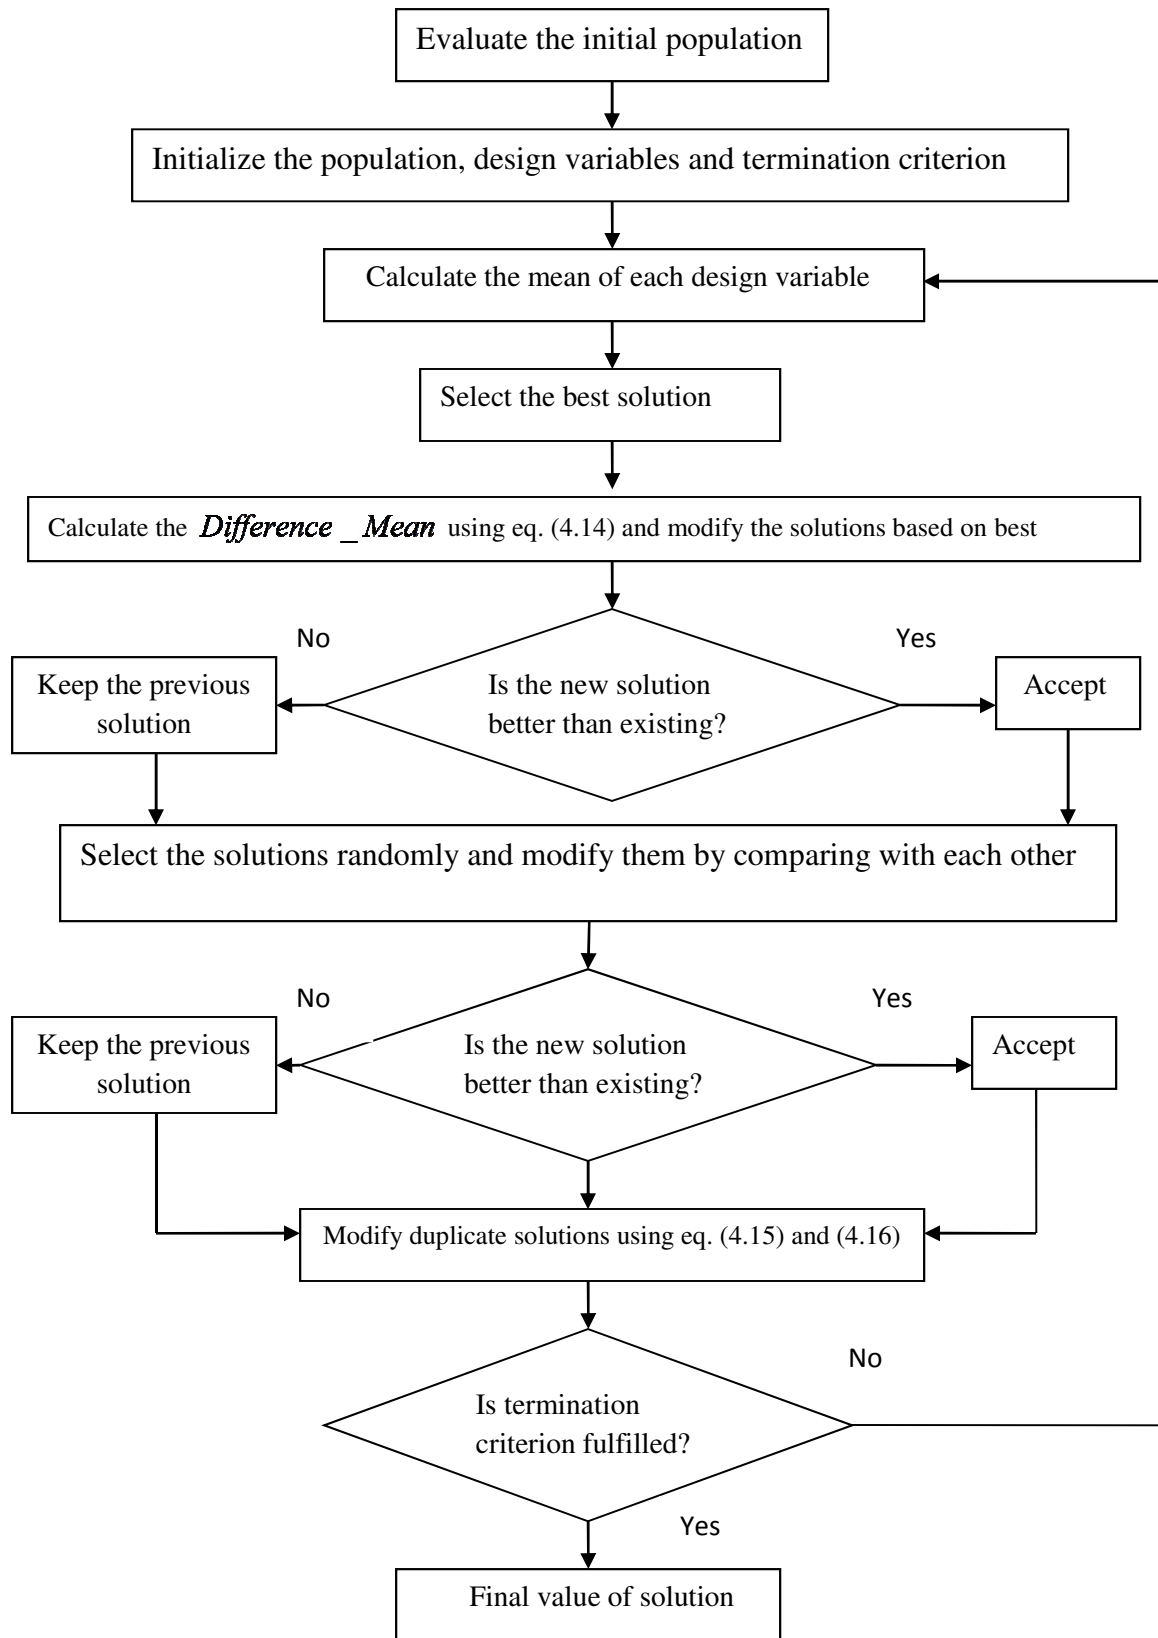 Evaluate the initial population
Initialize the population, design variables and termination criterion
Calculate the mean of each design variable
Select the best solution
Calculate the Difference _ Mean using eq. (4.14) and modify the solutions based on best
No
Yes
Keep the previous
solution
Is the new solution
better than existing?
Accept
Select the solutions randomly and modify them by comparing with each other
No
Yes
Keep the previous
solution
Is the new solution
better than existing?
Accept
Modify duplicate solutions using eq. (4.15) and (4.16)
No
Is termination
criterion fulfilled?
Yes
Final value of solution